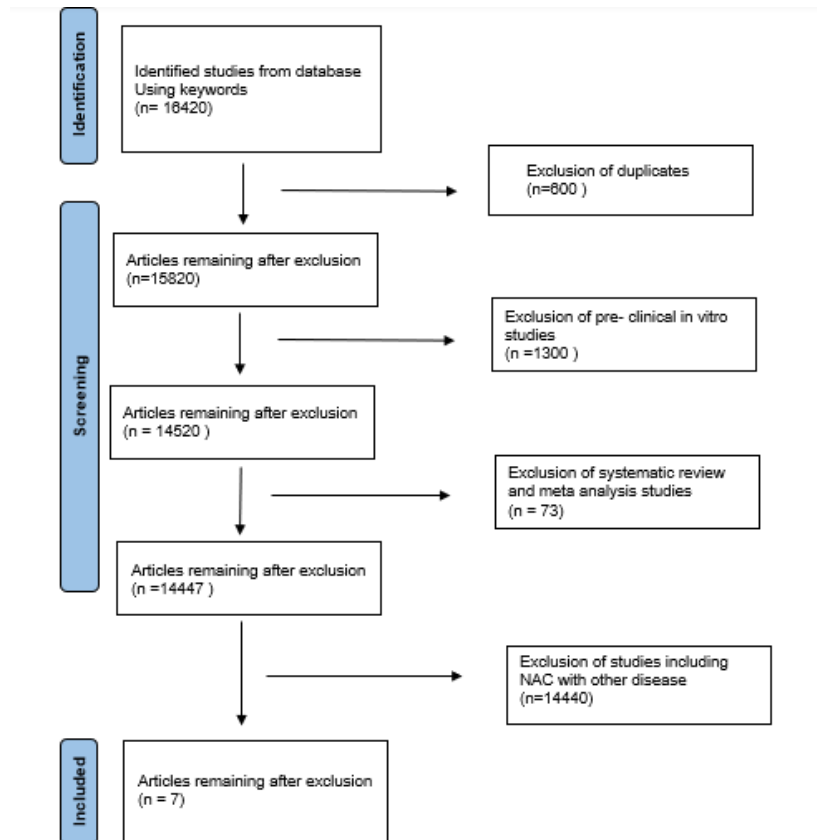 Identification
Identified studies from database
Using keywords
(n= 16420)
Exclusion of duplicates
(n=600 )
Screening
Articles remaining after exclusion
(n=15820)
Exclusion of pre- clinical in vitro
studies
(n =1300 )
Articles remaining after exclusion
(n = 14520 )
Exclusion of systematic review
and meta analysis studies
(n = 73)
Articles remaining after exclusion
(n =14447 )
Exclusion of studies including
NAC with other disease
(n=14440)
Included
Articles remaining after exclusion
(n = 7)